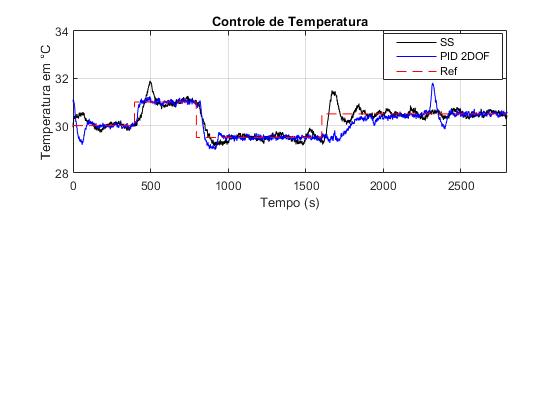 Controle de Temperatura
34
32
30
28
Temperatura em °C
SS
PID 2DOF
Ref
0
500
1000
1500
2000
2500
Tempo (s)